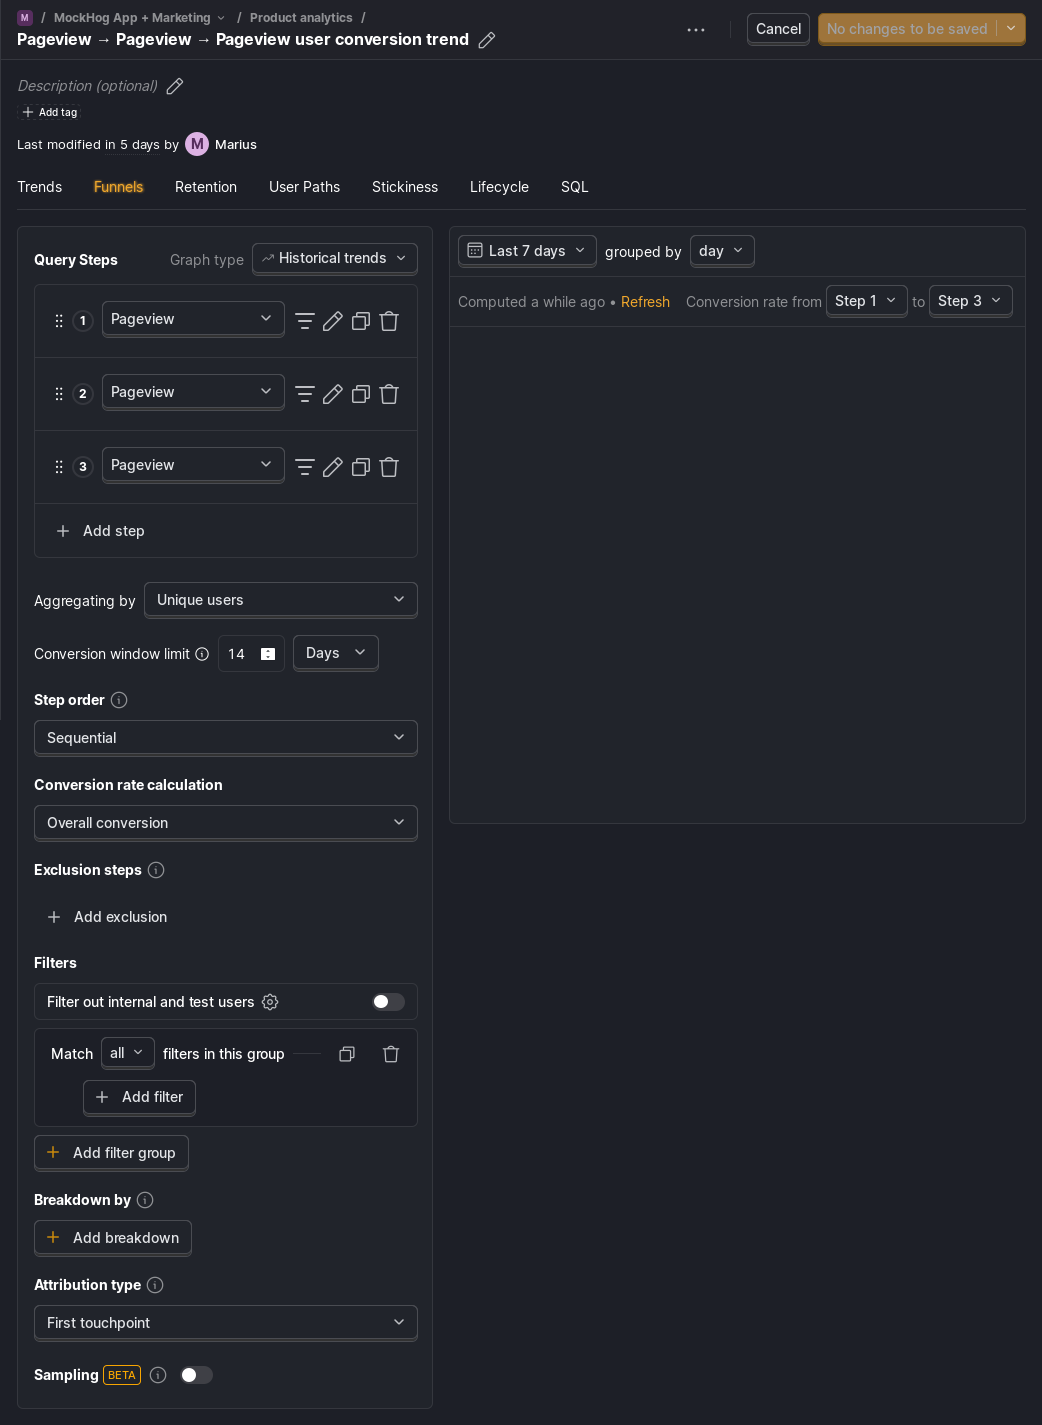 M / MockHog App + Marketing / Product analytics /
Pageview → Pageview → Pageview user conversion trend
Cancel
No changes to be saved
Description (optional)
Add tag
Last modified in 5 days by M Marius
Trends Funnels Retention User Paths Stickiness Lifecycle SQL
Query Steps Graph type Historical trends
1 Pageview
2 Pageview
3 Pageview
Add step
Aggregating by Unique users
Conversion window limit 14 Days
Step order
Sequential
Conversion rate calculation
Overall conversion
Exclusion steps
Add exclusion
Filters
Filter out internal and test users
Match all filters in this group
Add filter
Add filter group
Breakdown by
Add breakdown
Attribution type
First touchpoint
Sampling BETA
Last 7 days grouped by day
Computed a while ago • Refresh Conversion rate from Step 1 to Step 3